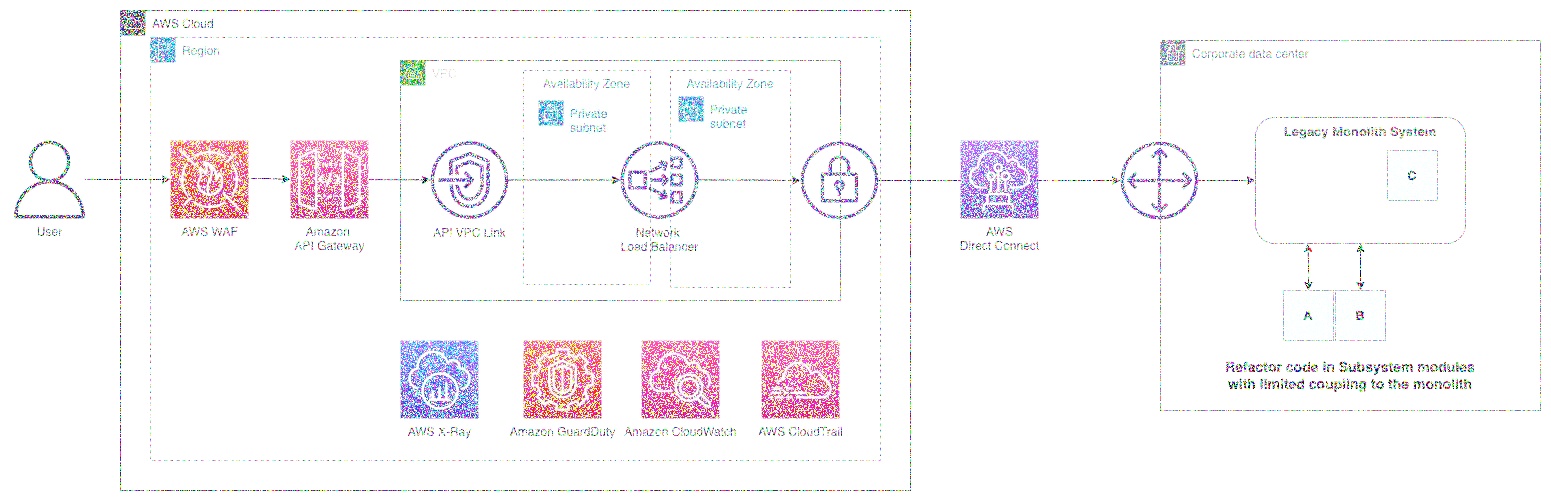 AWS Cloud
Region
VPC
Availability Zone
Private
subnet
Availability Zone
Private
subnet
User
AWS WAF
Amazon
API Gateway
API VPC Link
Network
Load Balancer
AWS
Direct Connect
Corporate data center
Legacy Monolith System
C
A
B
Refactor code in Subsystem modules
with limited coupling to the monolith
AWS X-Ray
Amazon GuardDuty
Amazon CloudWatch
AWS CloudTrail